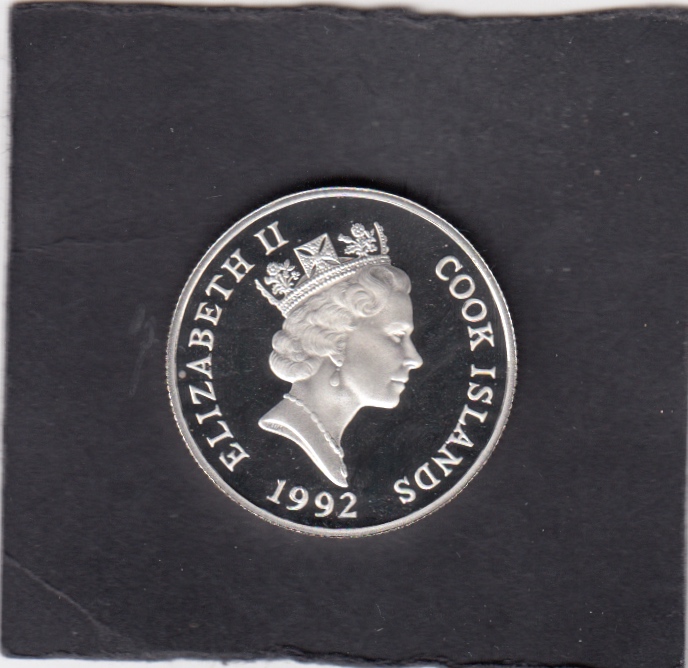 ELIZABETH II
COOK ISLANDS
1992